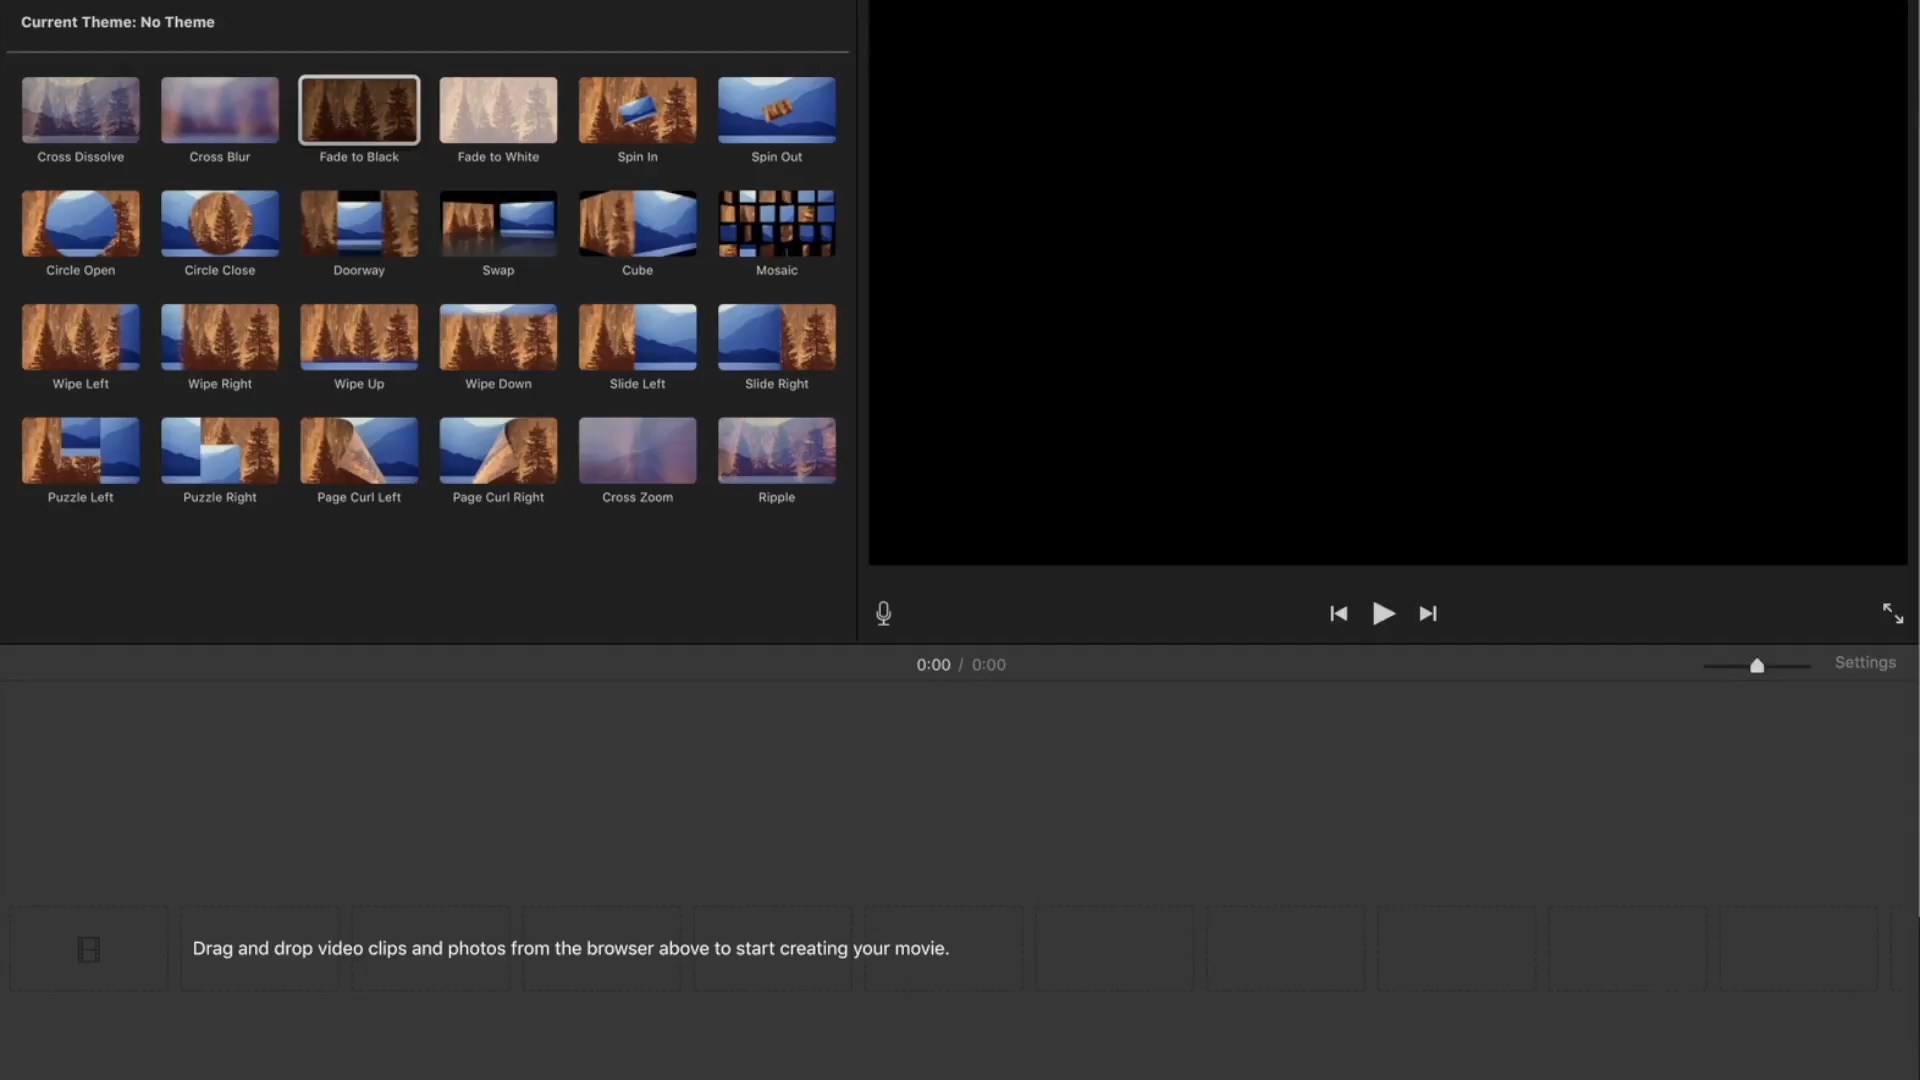 Current Theme: No Theme
Cross Dissolve
Cross Blur
Fade to Black
Fade to White
Spin In
Spin Out
Circle Open
Circle Close
Doorway
Swap
Cube
Mosaic
Wipe Left
Wipe Right
Wipe Up
Wipe Down
Slide Left
Slide Right
Puzzle Left
Puzzle Right
Page Curl Left
Page Curl Right
Cross Zoom
Ripple
0:00 / 0:00
Settings
Drag and drop video clips and photos from the browser above to start creating your movie.